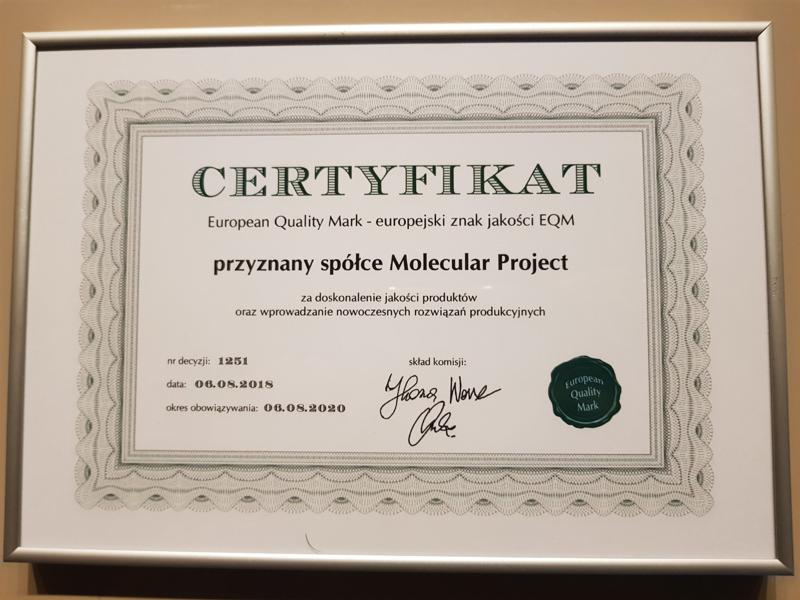 CERTYFIKAT
European Quality Mark - europejski znak jakości EQM
przyznany spółce Molecular Project
za doskonalenie jakości produktów
oraz wprowadzanie nowoczesnych rozwiązań produkcyjnych
nr decyzji: 1251
data: 06.08.2018
okres obowiązywania: 06.08.2020
skład komisji:
European
Quality
Mark